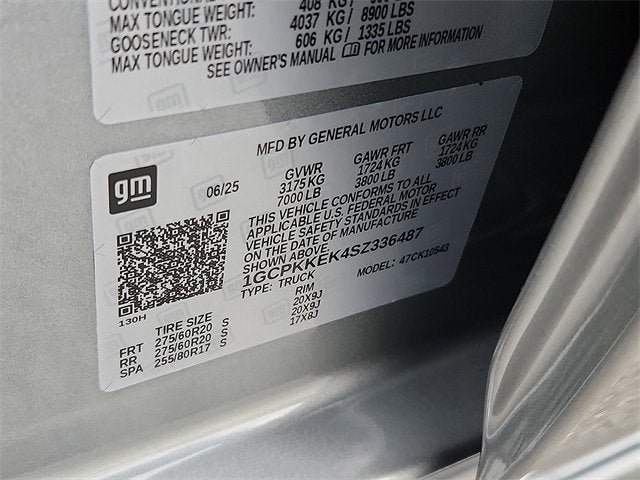 CONVENTIONAL
408 KG/
MAX TONGUE WEIGHT: 4037 KG/ 8900 LBS
GOOSENECK TWR: 606 KG/ 1335 LBS
MAX TONGUE WEIGHT:
SEE OWNER'S MANUAL gm FOR MORE INFORMATION
MFD BY GENERAL MOTORS LLC
gm
06/25
GVWR GAWR FRT GAWR RR
3175 KG 1724 KG 1724 KG
7000 LB 3800 LB 3800 LB
THIS VEHICLE CONFORMS TO ALL
APPLICABLE U.S. FEDERAL MOTOR
VEHICLE SAFETY STANDARDS IN EFFECT
ON THE DATE OF MANUFACTURE
SHOWN ABOVE.
1GCPKKEK4SZ336487
TYPE: TRUCK MODEL: 47CK10543
130H
TIRE SIZE RIM
FRT 275/60R20 S 20X9J
RR 275/60R20 S 20X9J
SPA 255/80R17 S 17X8J